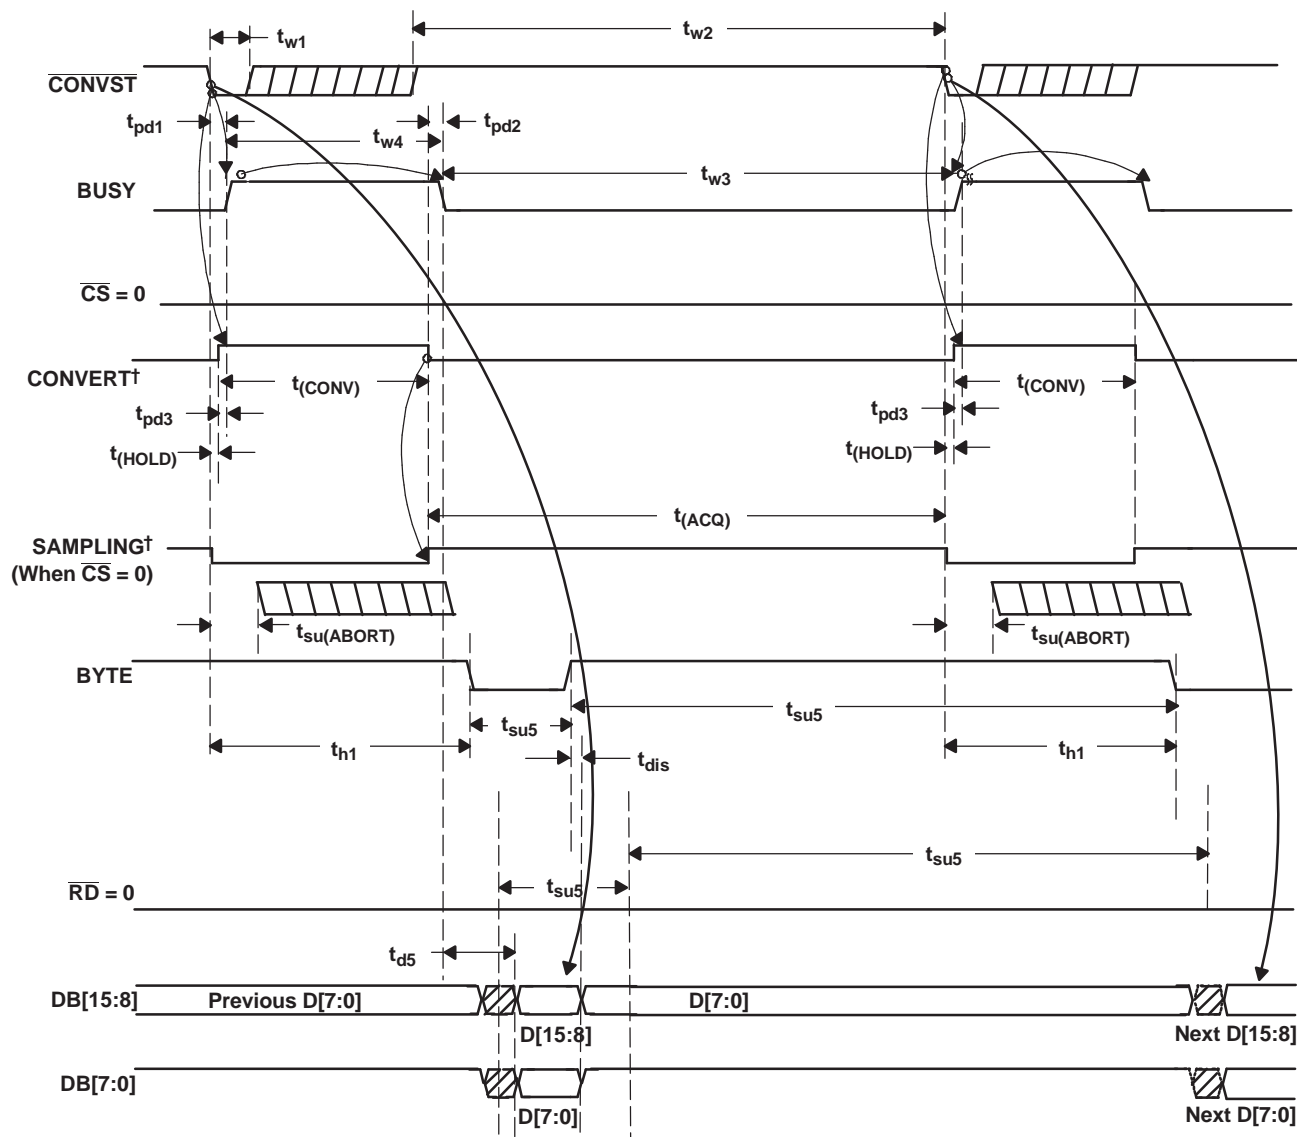 tw1
tw2
CONVST
tpd1
tw4
tpd2
tw3
BUSY
CS = 0
CONVERT†
t(CONV)
t(CONV)
tpd3
tpd3
t(HOLD)
t(HOLD)
t(ACQ)
SAMPLING†
(When CS = 0)
tsu(ABORT)
tsu(ABORT)
BYTE
tsu5
tsu5
th1
th1
tdis
tsu5
tsu5
RD = 0
td5
DB[15:8]
Previous D[7:0]
D[7:0]
D[15:8]
Next D[15:8]
DB[7:0]
D[7:0]
Next D[7:0]